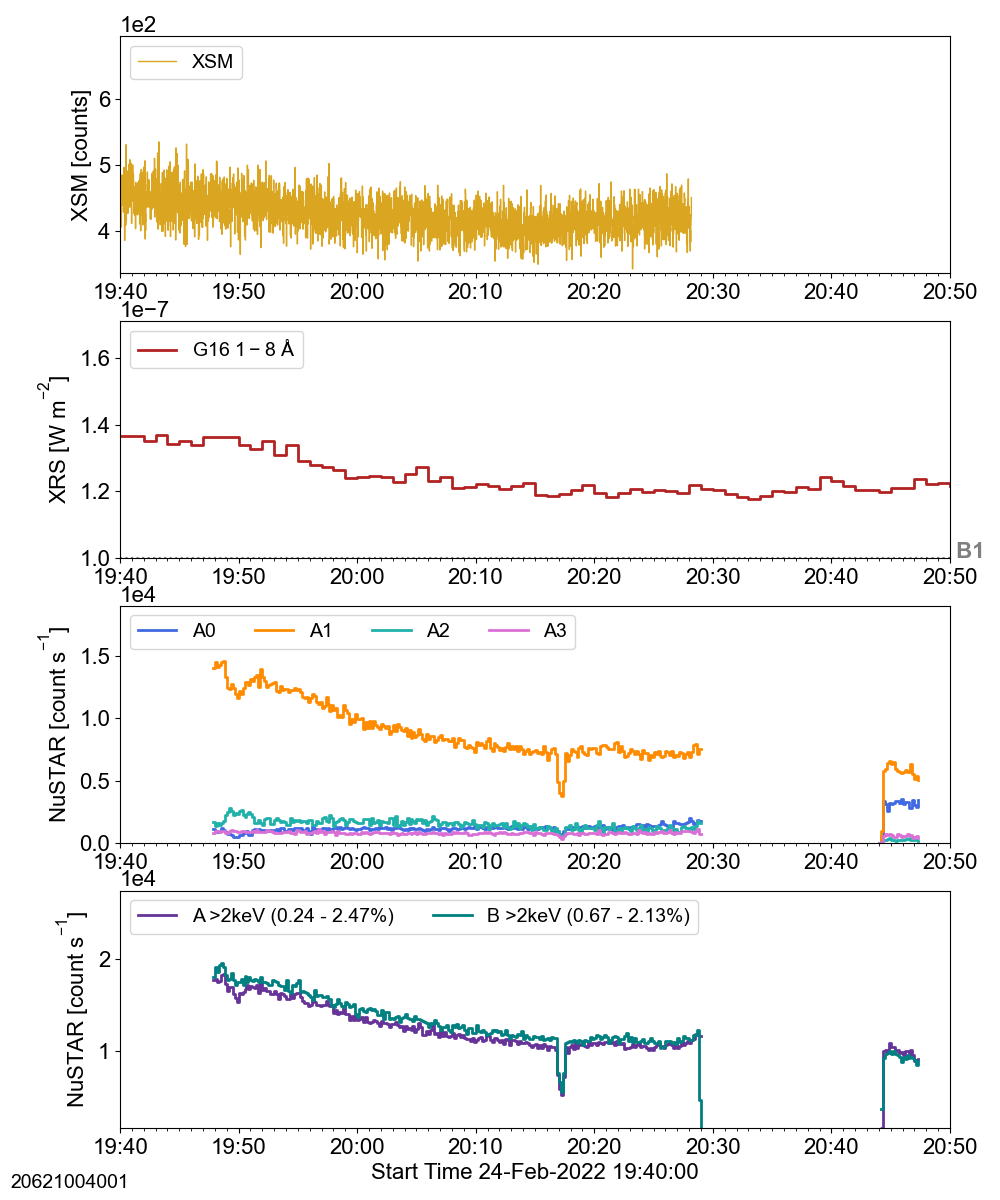 1e2
XSM
XSM [counts]
6
5
4
19:40 19:50 20:00 20:10 20:20 20:30 20:40 20:50
1e−7
G16 1 − 8 Å
XRS [W m⁻²]
1.6
1.4
1.2
1.0
B1
19:40 19:50 20:00 20:10 20:20 20:30 20:40 20:50
1e4
A0 A1 A2 A3
NuSTAR [count s⁻¹]
1.5
1.0
0.5
0.0
19:40 19:50 20:00 20:10 20:20 20:30 20:40 20:50
1e4
A >2keV (0.24 - 2.47%) B >2keV (0.67 - 2.13%)
NuSTAR [count s⁻¹]
2
1
19:40 19:50 20:00 20:10 20:20 20:30 20:40 20:50
Start Time 24-Feb-2022 19:40:00
20621004001